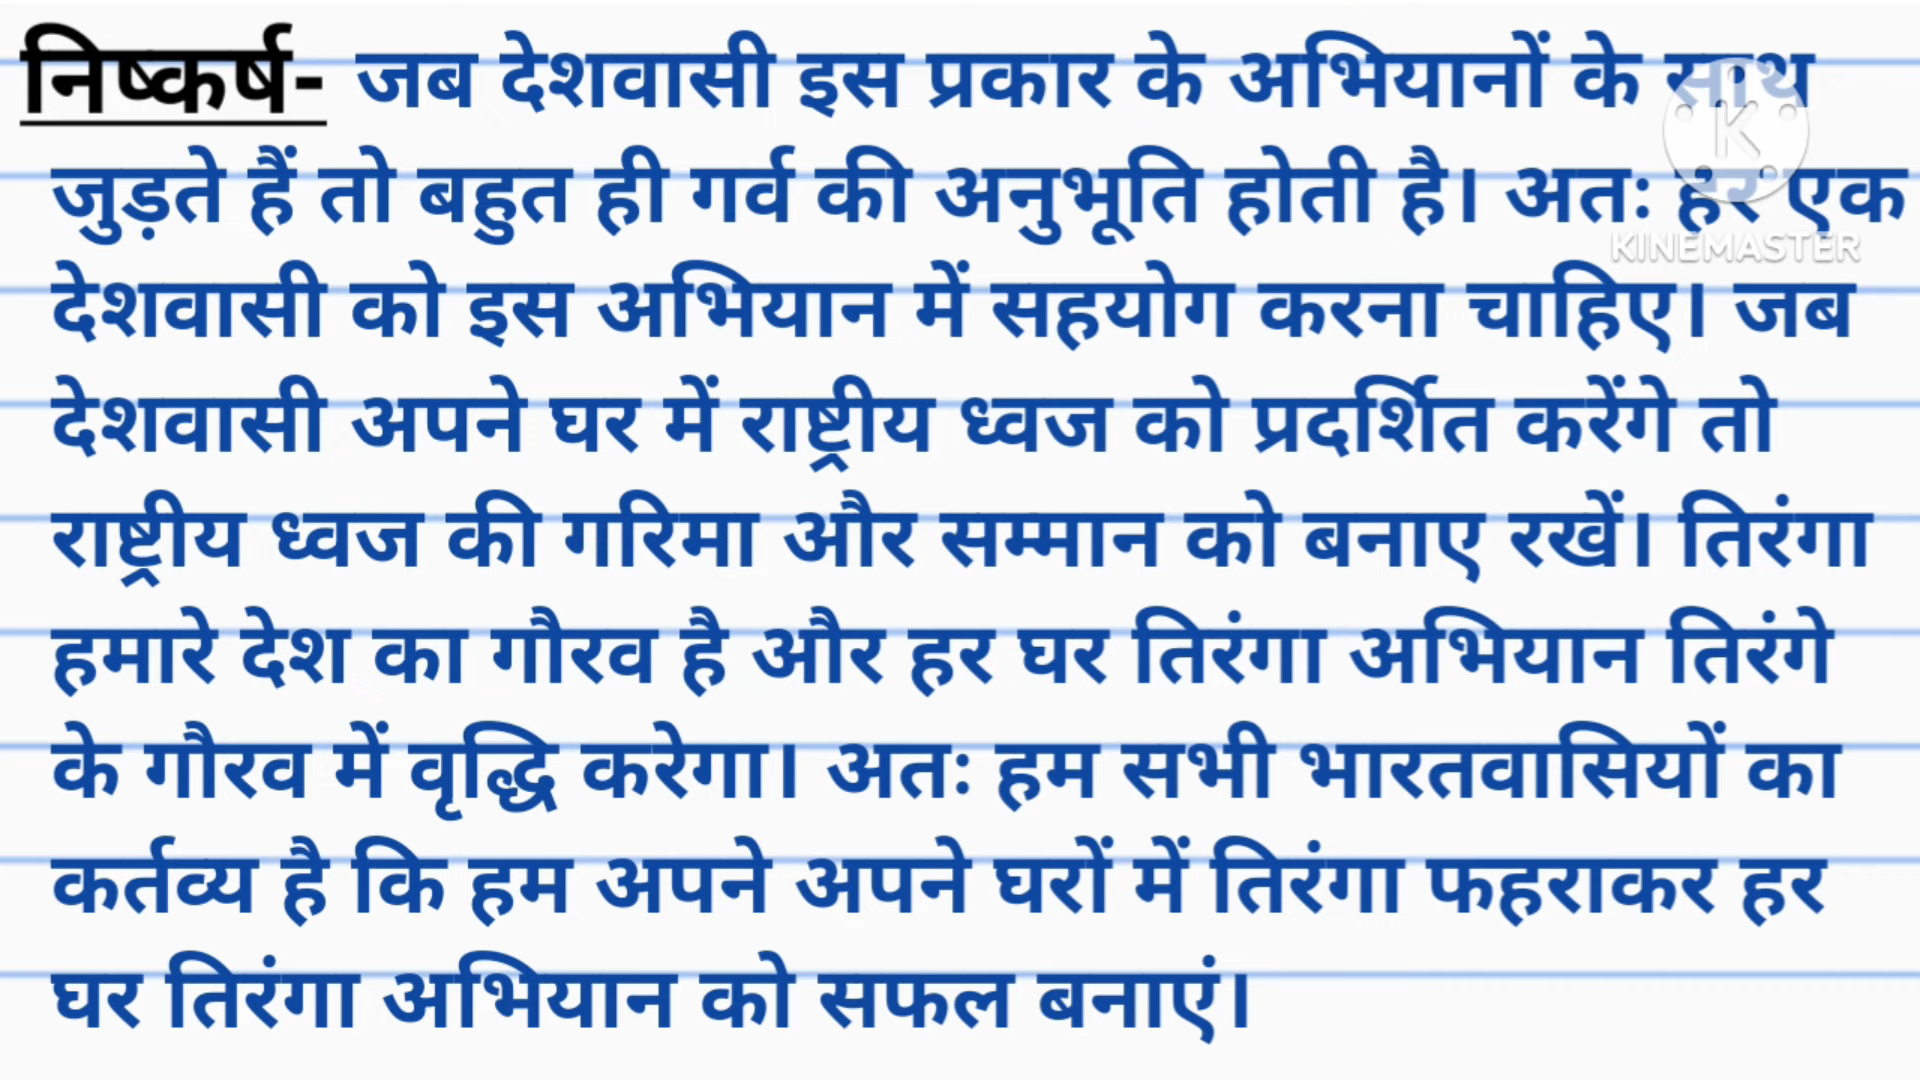 निष्कर्ष- जब देशवासी इस प्रकार के अभियानों के साथ
जुड़ते हैं तो बहुत ही गर्व की अनुभूति होती है। अतः हर एक
KINEMASTER
देशवासी को इस अभियान में सहयोग करना चाहिए। जब
देशवासी अपने घर में राष्ट्रीय ध्वज को प्रदर्शित करेंगे तो
राष्ट्रीय ध्वज की गरिमा और सम्मान को बनाए रखें। तिरंगा
हमारे देश का गौरव है और हर घर तिरंगा अभियान तिरंगे
के गौरव में वृद्धि करेगा। अतः हम सभी भारतवासियों का
कर्तव्य है कि हम अपने अपने घरों में तिरंगा फहराकर हर
घर तिरंगा अभियान को सफल बनाएं।